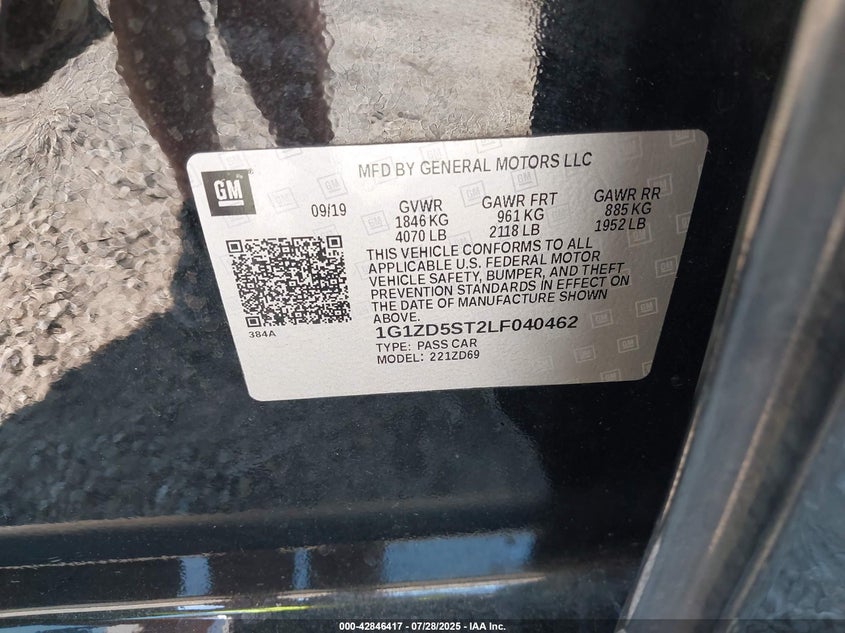 MFD BY GENERAL MOTORS LLC
GM
09/19
GVWR GAWR FRT GAWR RR
1846 KG 961 KG 885 KG
4070 LB 2118 LB 1952 LB
THIS VEHICLE CONFORMS TO ALL
APPLICABLE U.S. FEDERAL MOTOR
VEHICLE SAFETY, BUMPER, AND THEFT
PREVENTION STANDARDS IN EFFECT ON
THE DATE OF MANUFACTURE SHOWN
ABOVE.
384A
1G1ZD5ST2LF040462
TYPE: PASS CAR
MODEL: 221ZD69
000-42846417 - 07/28/2025 - IAA Inc.